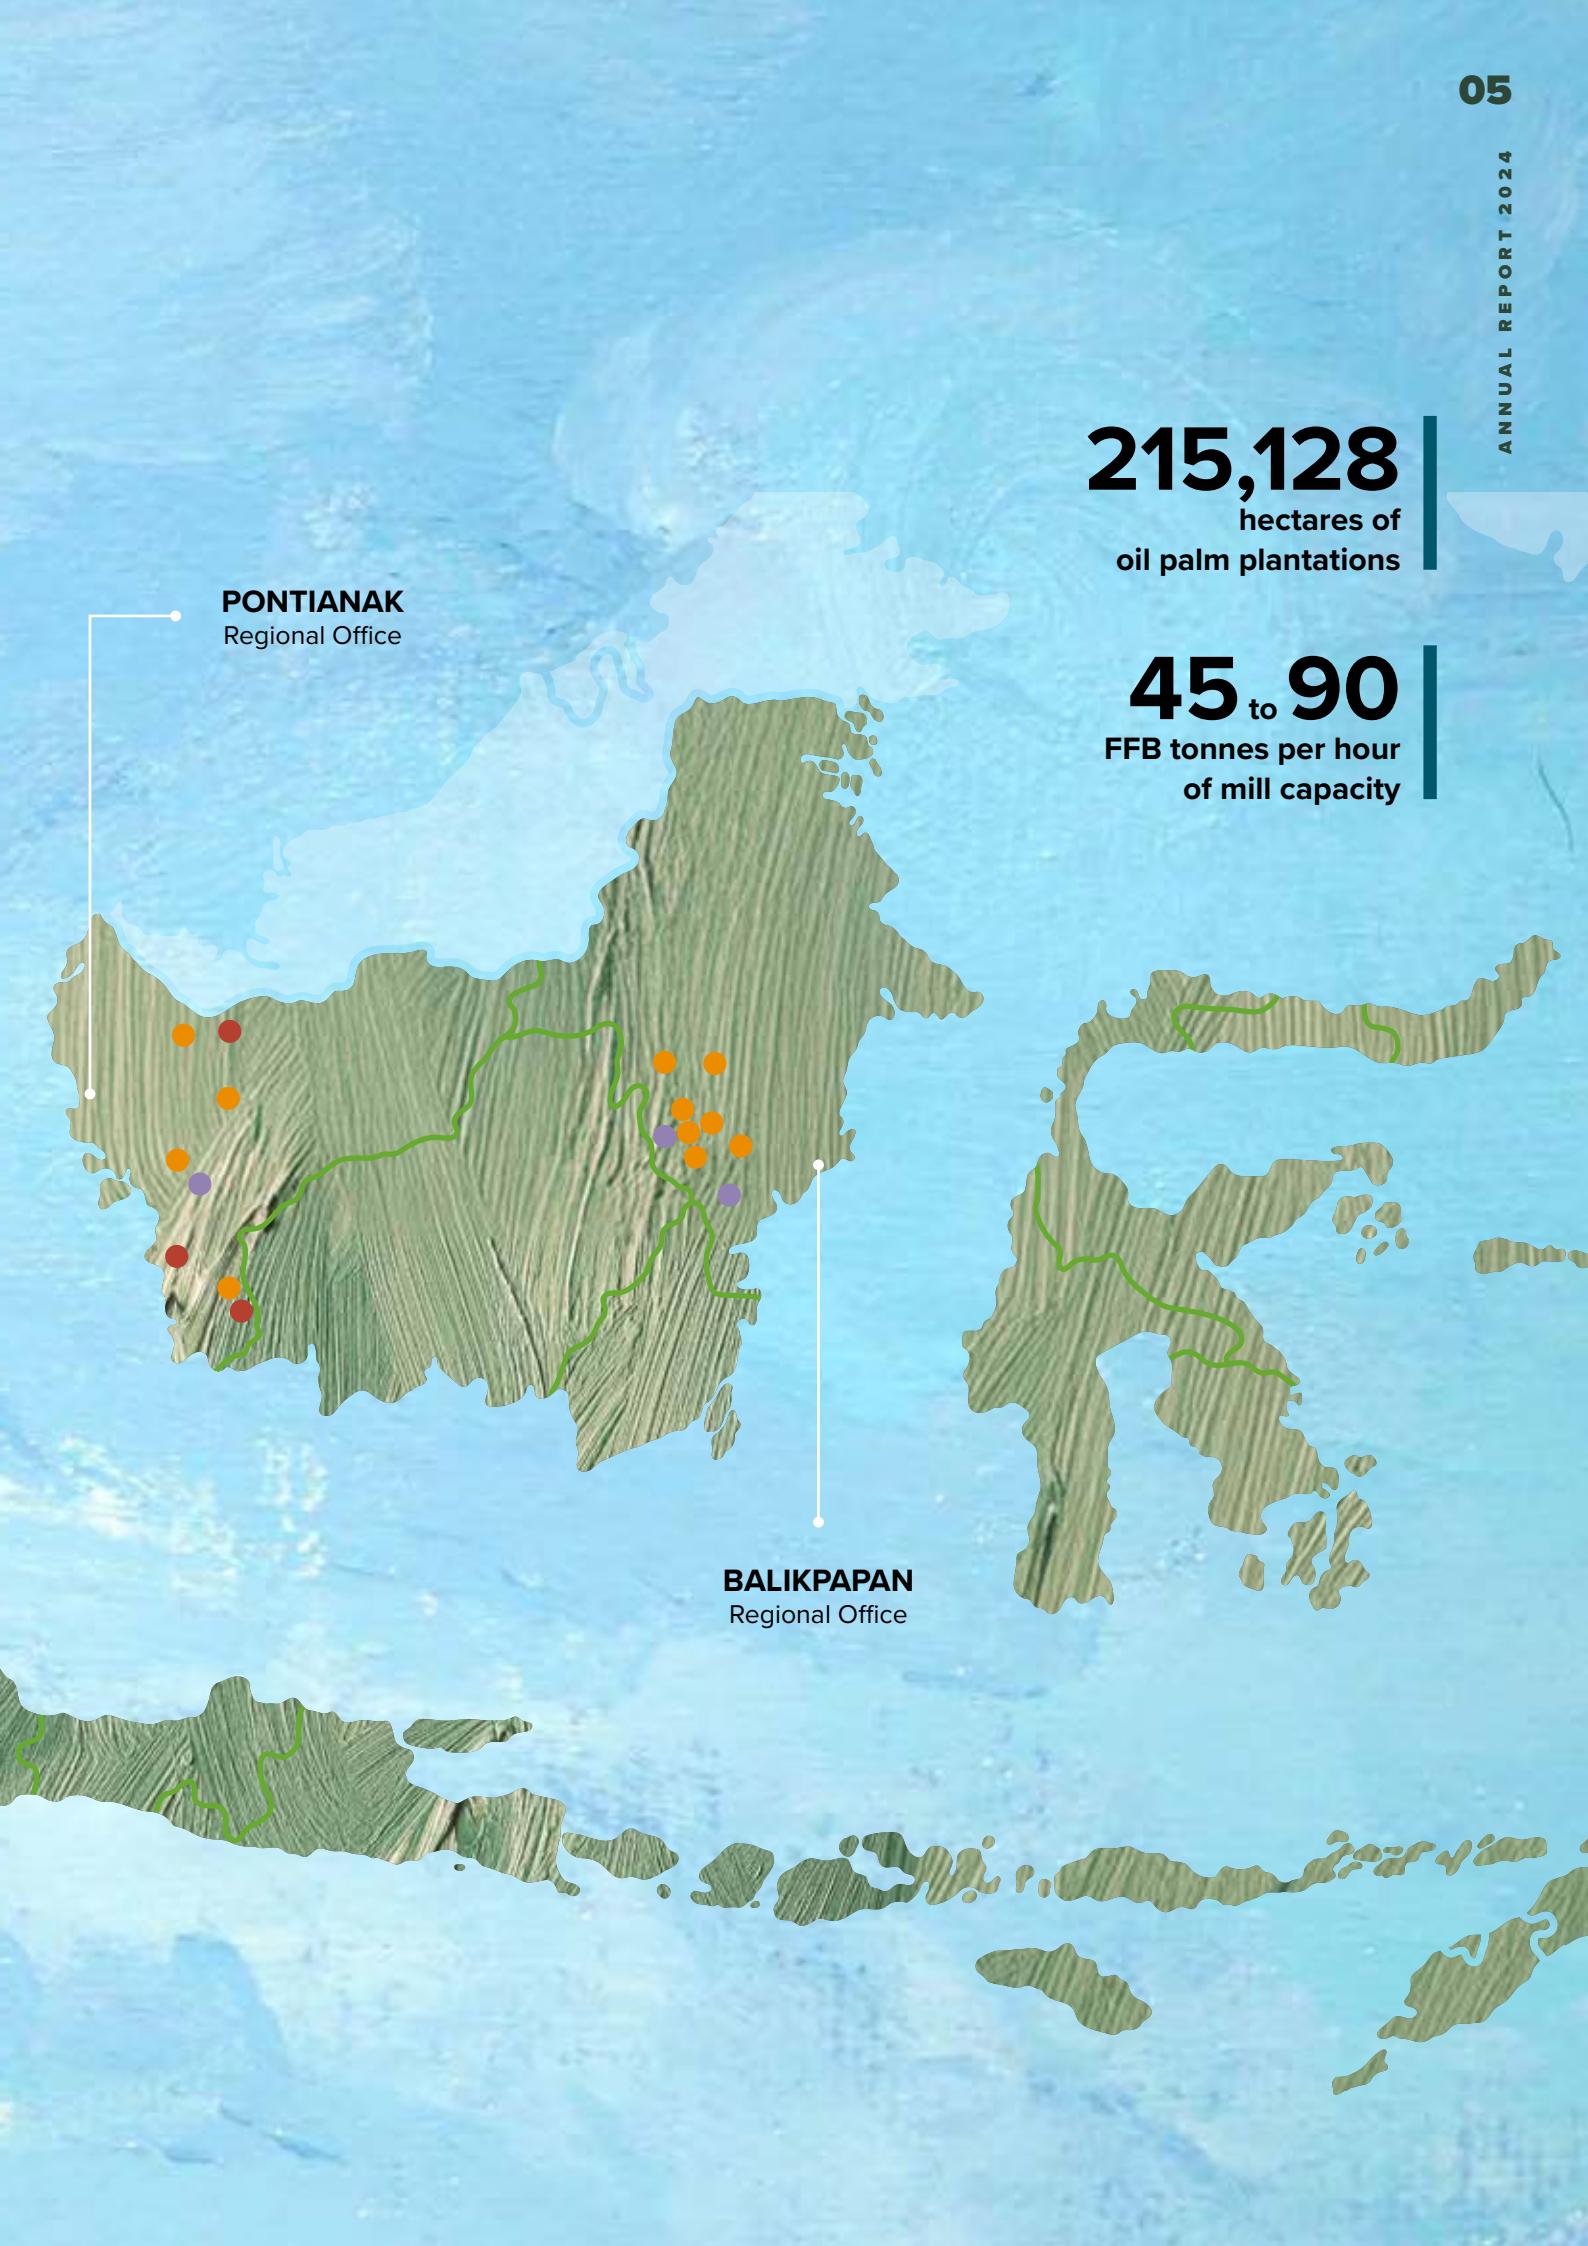 05
ANNUAL REPORT 2024
215,128
hectares of
oil palm plantations
PONTIANAK
Regional Office
45 to 90
FFB tonnes per hour
of mill capacity
BALIKPAPAN
Regional Office